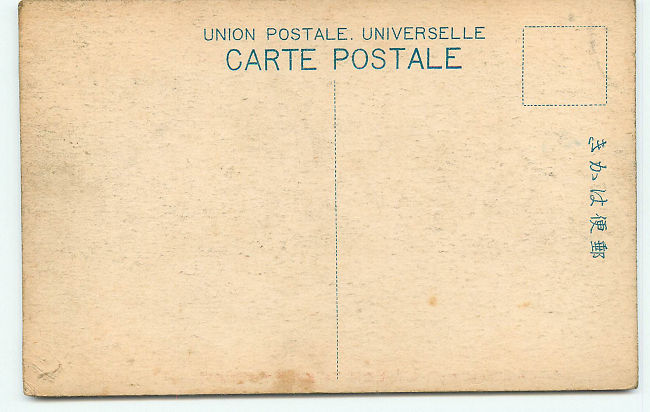 UNION POSTALE. UNIVERSELLE
CARTE POSTALE
郵便はかき